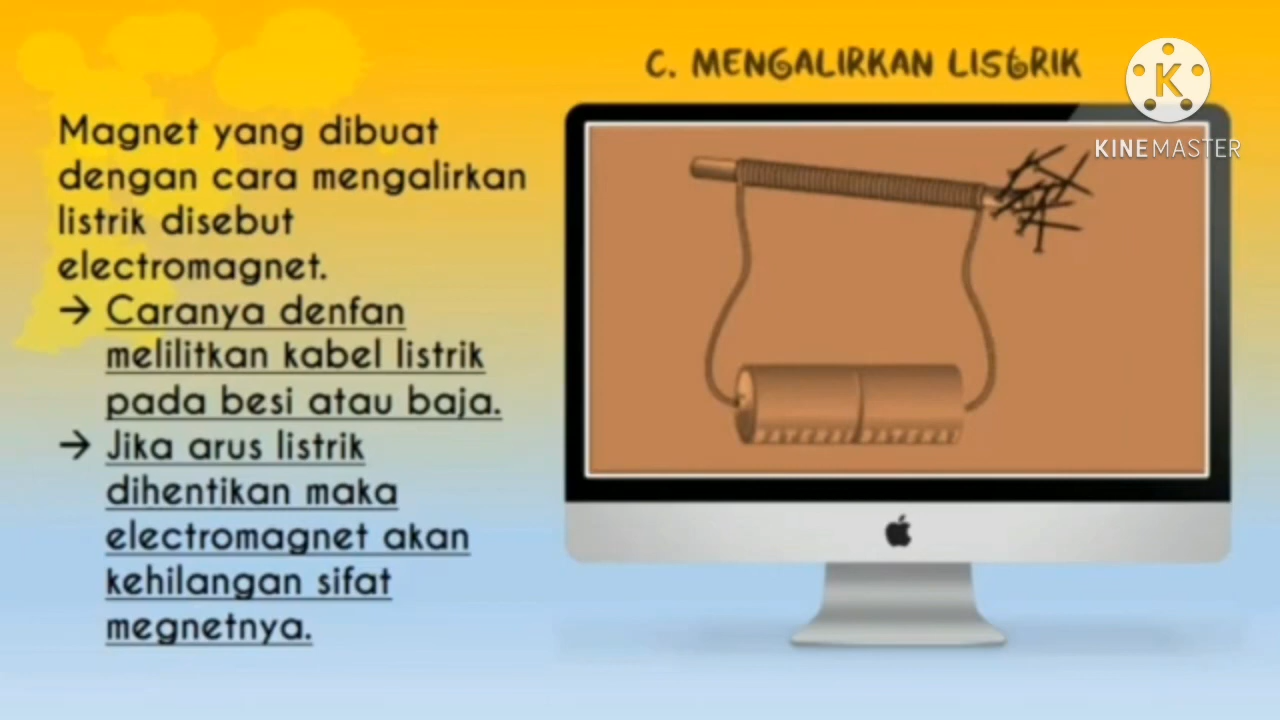 C. MENGALIRKAN LISTRIK
K
KINEMASTER
Magnet yang dibuat
dengan cara mengalirkan
listrik disebut
electromagnet.
→ Caranya denfan
melilitkan kabel listrik
pada besi atau baja.
→ Jika arus listrik
dihentikan maka
electromagnet akan
kehilangan sifat
megnetnya.